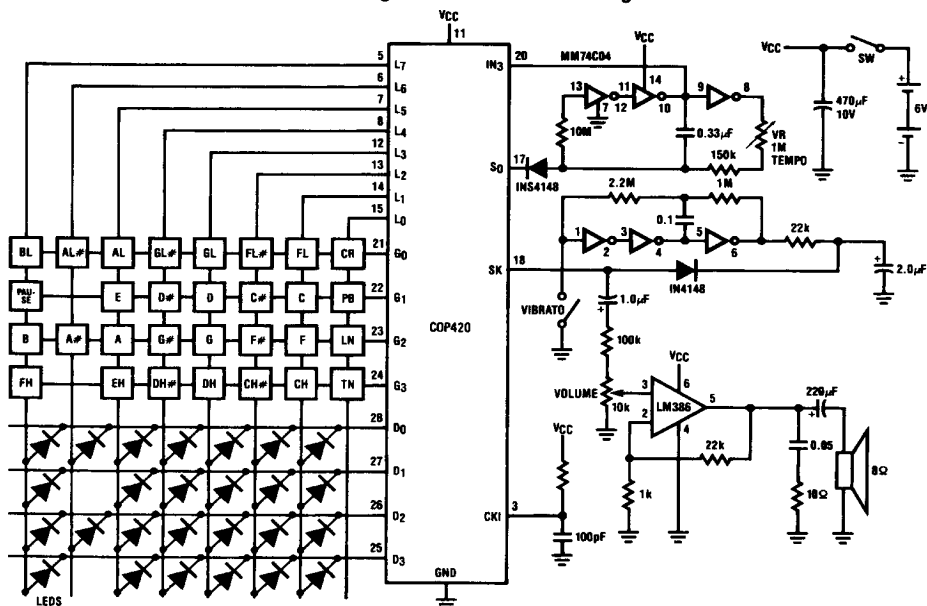 VCC
11
5
L7
6
L6
7
L5
8
L4
12
L3
13
L2
14
L1
15
L0
BL AL# AL GL# GL FL# FL CR 21 G0
PAU-
SE
E D# D C# C PB 22 G1
B A# A G# G F# F LN 23 G2
FH EH DH# DH CH# CH TN 24 G3
28
D0
27
D1
26
D2
25
D3
LEDS
COP420
GND
IN3
20
MM74C04
VCC
14
13
11
7
12
10
9
8
10M
0.33μF
VR
1M
TEMPO
150k
S0
17
INS4148
2.2M
1M
0.1
1
2
3
4
5
6
22k
SK
18
IN4148
2.0μF
VIBRATO
1.0μF
100k
VOLUME
10k
VCC
6
3
LM386
5
2
4
22k
1k
220μF
0.05
10Ω
8Ω
VCC
CKI
3
100pF
VCC
SW
470μF
10V
6V